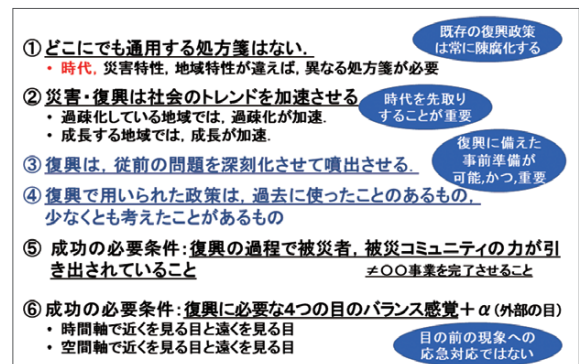 既存の復興政策
は常に陳腐化する
① どこにでも通用する処方箋はない．
・時代，災害特性，地域特性が違えば，異なる処方箋が必要
② 災害・復興は社会のトレンドを加速させる
・過疎化している地域では，過疎化が加速．
・成長する地域では，成長が加速．
時代を先取り
することが重要
③ 復興は，従前の問題を深刻化させて噴出させる．
復興に備えた
事前準備が
可能，かつ，重要
④ 復興で用いられた政策は，過去に使ったことのあるもの，
少なくとも考えたことがあるもの
⑤ 成功の必要条件：復興の過程で被災者，被災コミュニティの力が引
き出されていること
≠〇〇事業を完了させること
⑥ 成功の必要条件：復興に必要な4つの目のバランス感覚＋α（外部の目）
・時間軸で近くを見る目と遠くを見る目
・空間軸で近くを見る目と遠くを見る目
目の前の現象への
応急対応ではない